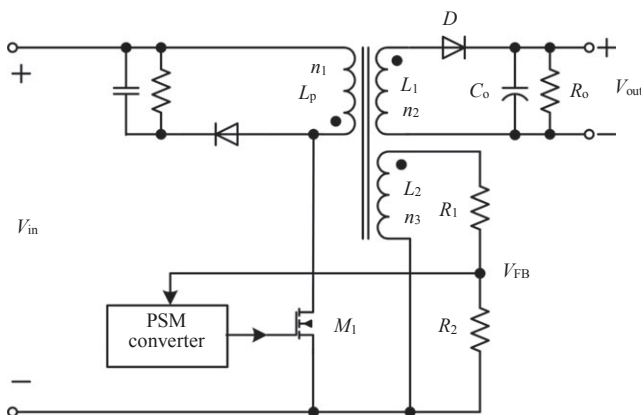 D
+
n1
Lp
L1
n2
Co
Ro
+
Vout
−
L2
n3
R1
Vin
VFB
PSM
converter
M1
R2
−